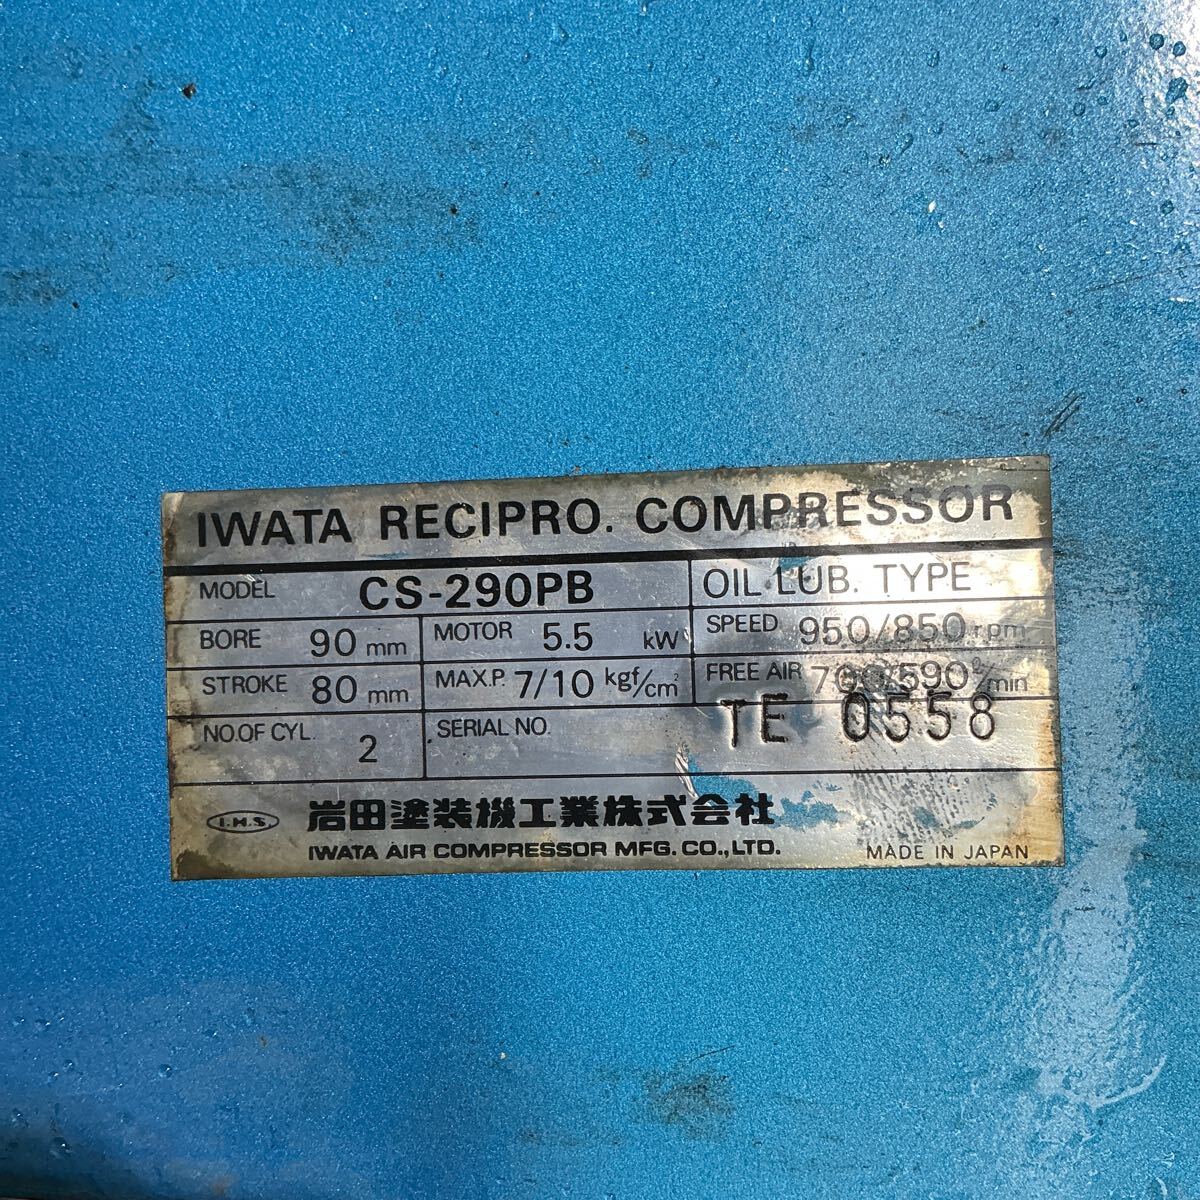 IWATA RECIPRO. COMPRESSOR
MODEL CS-290PB OIL LUB. TYPE
BORE 90 mm MOTOR 5.5 kW SPEED 950/850 rpm
STROKE 80 mm MAX.P. 7/10 kgf/cm² FREE AIR 700/590 ℓ/min
NO.OF CYL. 2 SERIAL NO. TE 0558
I.H.S 岩田塗装機工業株式会社
IWATA AIR COMPRESSOR MFG. CO.,LTD. MADE IN JAPAN